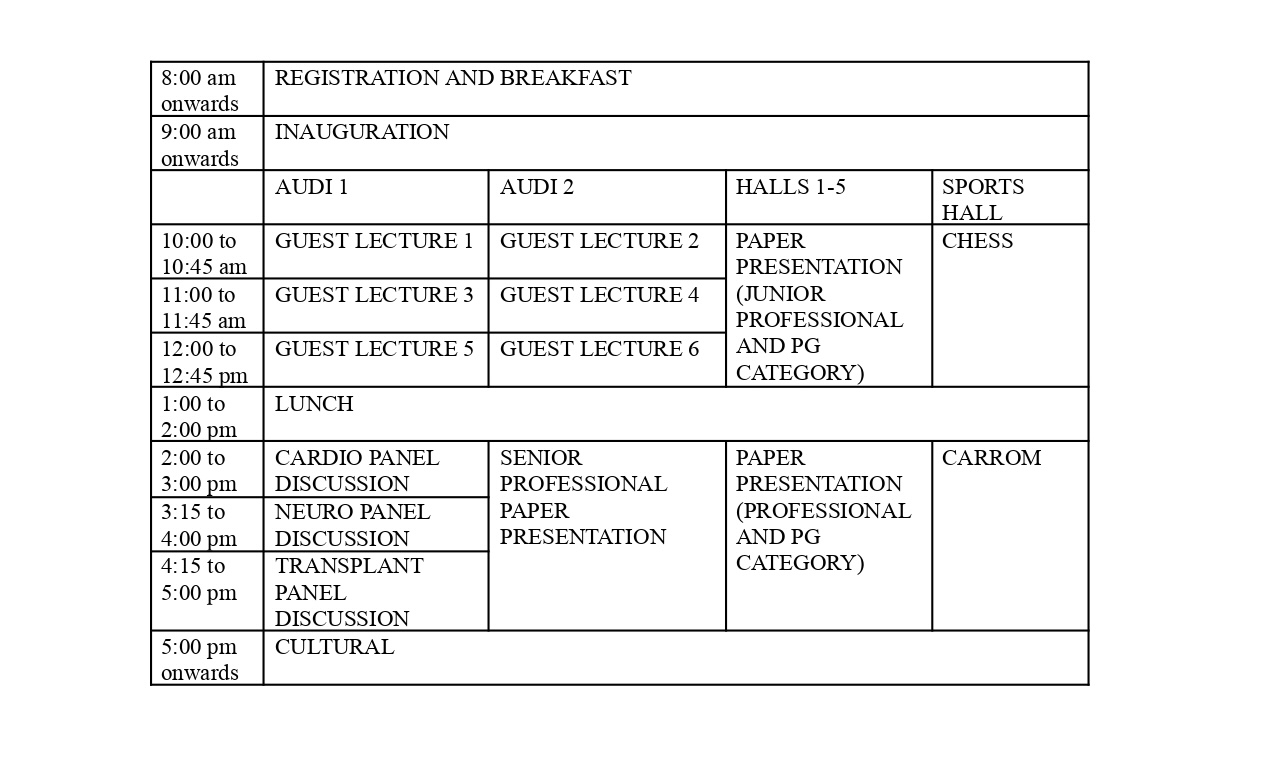 8:00 am
onwards
REGISTRATION AND BREAKFAST
9:00 am
onwards
INAUGURATION
AUDI 1
AUDI 2
HALLS 1-5
SPORTS
HALL
10:00 to
10:45 am
GUEST LECTURE 1
GUEST LECTURE 2
PAPER
PRESENTATION
(JUNIOR
PROFESSIONAL
AND PG
CATEGORY)
CHESS
11:00 to
11:45 am
GUEST LECTURE 3
GUEST LECTURE 4
12:00 to
12:45 pm
GUEST LECTURE 5
GUEST LECTURE 6
1:00 to
2:00 pm
LUNCH
2:00 to
3:00 pm
CARDIO PANEL
DISCUSSION
SENIOR
PROFESSIONAL
PAPER
PRESENTATION
PAPER
PRESENTATION
(PROFESSIONAL
AND PG
CATEGORY)
CARROM
3:15 to
4:00 pm
NEURO PANEL
DISCUSSION
4:15 to
5:00 pm
TRANSPLANT
PANEL
DISCUSSION
5:00 pm
onwards
CULTURAL